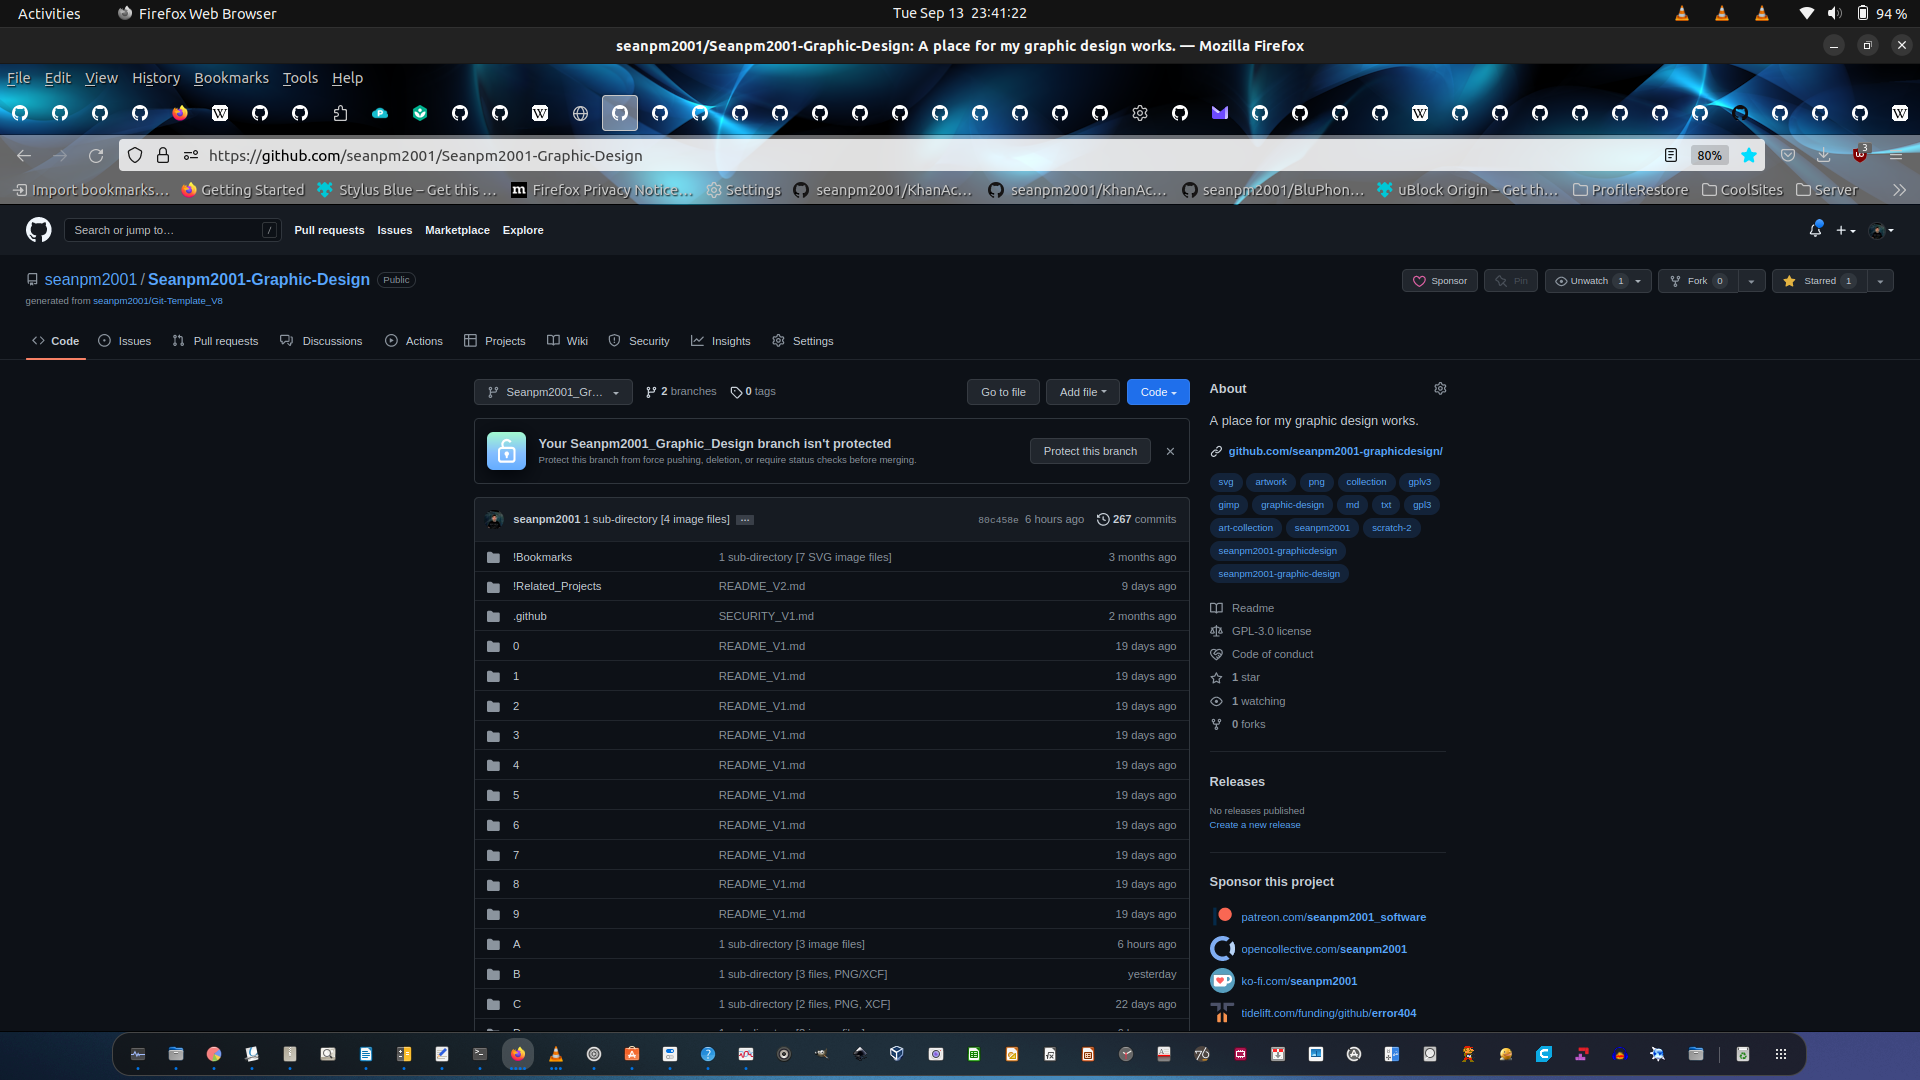 Activities
Firefox Web Browser
Tue Sep 13 23:41:22
94 %
seanpm2001/Seanpm2001-Graphic-Design: A place for my graphic design works. — Mozilla Firefox
File Edit View History Bookmarks Tools Help
https://github.com/seanpm2001/Seanpm2001-Graphic-Design
80%
3
Import bookmarks... Getting Started Stylus Blue – Get this ... Firefox Privacy Notice... Settings seanpm2001/KhanAc... seanpm2001/KhanAc... seanpm2001/BluPhon... uBlock Origin – Get th... ProfileRestore CoolSites Server
Search or jump to... /
Pull requests Issues Marketplace Explore
seanpm2001 / Seanpm2001-Graphic-Design Public
generated from seanpm2001/Git-Template_V8
Sponsor Pin Unwatch 1 Fork 0 Starred 1
Code Issues Pull requests Discussions Actions Projects Wiki Security Insights Settings
Seanpm2001_Gr... 2 branches 0 tags Go to file Add file Code
Your Seanpm2001_Graphic_Design branch isn't protected
Protect this branch from force pushing, deletion, or require status checks before merging.
Protect this branch
seanpm2001 1 sub-directory [4 image files] ... 80c458e 6 hours ago 267 commits
!Bookmarks 1 sub-directory [7 SVG image files] 3 months ago
!Related_Projects README_V2.md 9 days ago
.github SECURITY_V1.md 2 months ago
0 README_V1.md 19 days ago
1 README_V1.md 19 days ago
2 README_V1.md 19 days ago
3 README_V1.md 19 days ago
4 README_V1.md 19 days ago
5 README_V1.md 19 days ago
6 README_V1.md 19 days ago
7 README_V1.md 19 days ago
8 README_V1.md 19 days ago
9 README_V1.md 19 days ago
A 1 sub-directory [3 image files] 6 hours ago
B 1 sub-directory [3 files, PNG/XCF] yesterday
C 1 sub-directory [2 files, PNG, XCF] 22 days ago
About
A place for my graphic design works.
github.com/seanpm2001-graphicdesign/
svg artwork png collection gplv3
gimp graphic-design md txt gpl3
art-collection seanpm2001 scratch-2
seanpm2001-graphicdesign
seanpm2001-graphic-design
Readme
GPL-3.0 license
Code of conduct
1 star
1 watching
0 forks
Releases
No releases published
Create a new release
Sponsor this project
patreon.com/seanpm2001_software
opencollective.com/seanpm2001
ko-fi.com/seanpm2001
tidelift.com/funding/github/error404